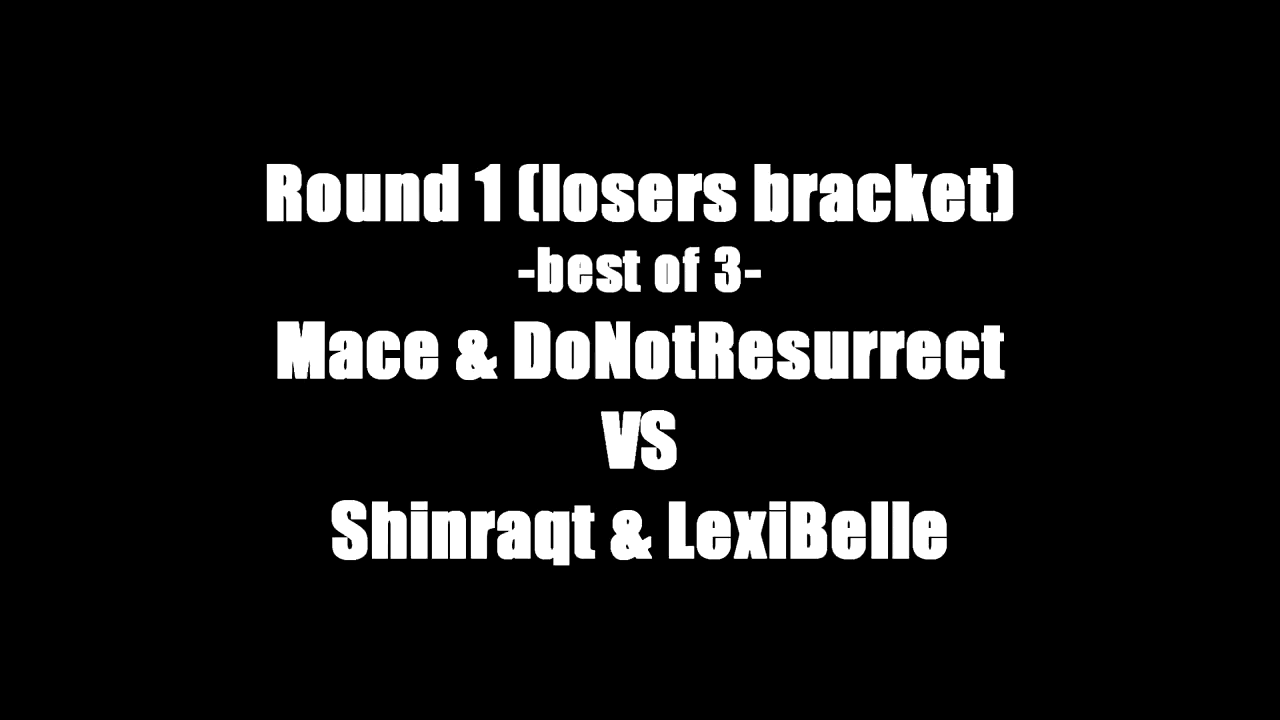 Round 1 (losers bracket)
-best of 3-
Mace & DoNotResurrect
VS
Shinraqt & LexiBelle